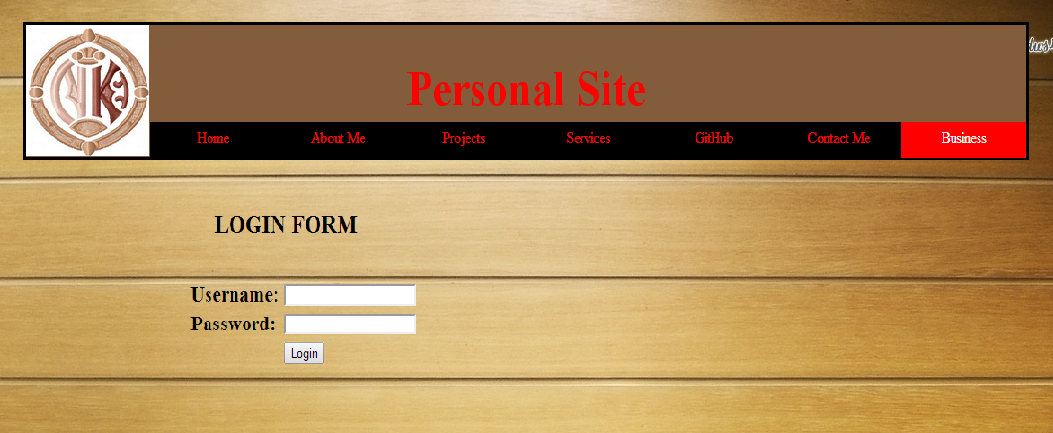 Personal Site
Home About Me Projects Services GitHub Contact Me Business
LOGIN FORM
Username:
Password:
Login